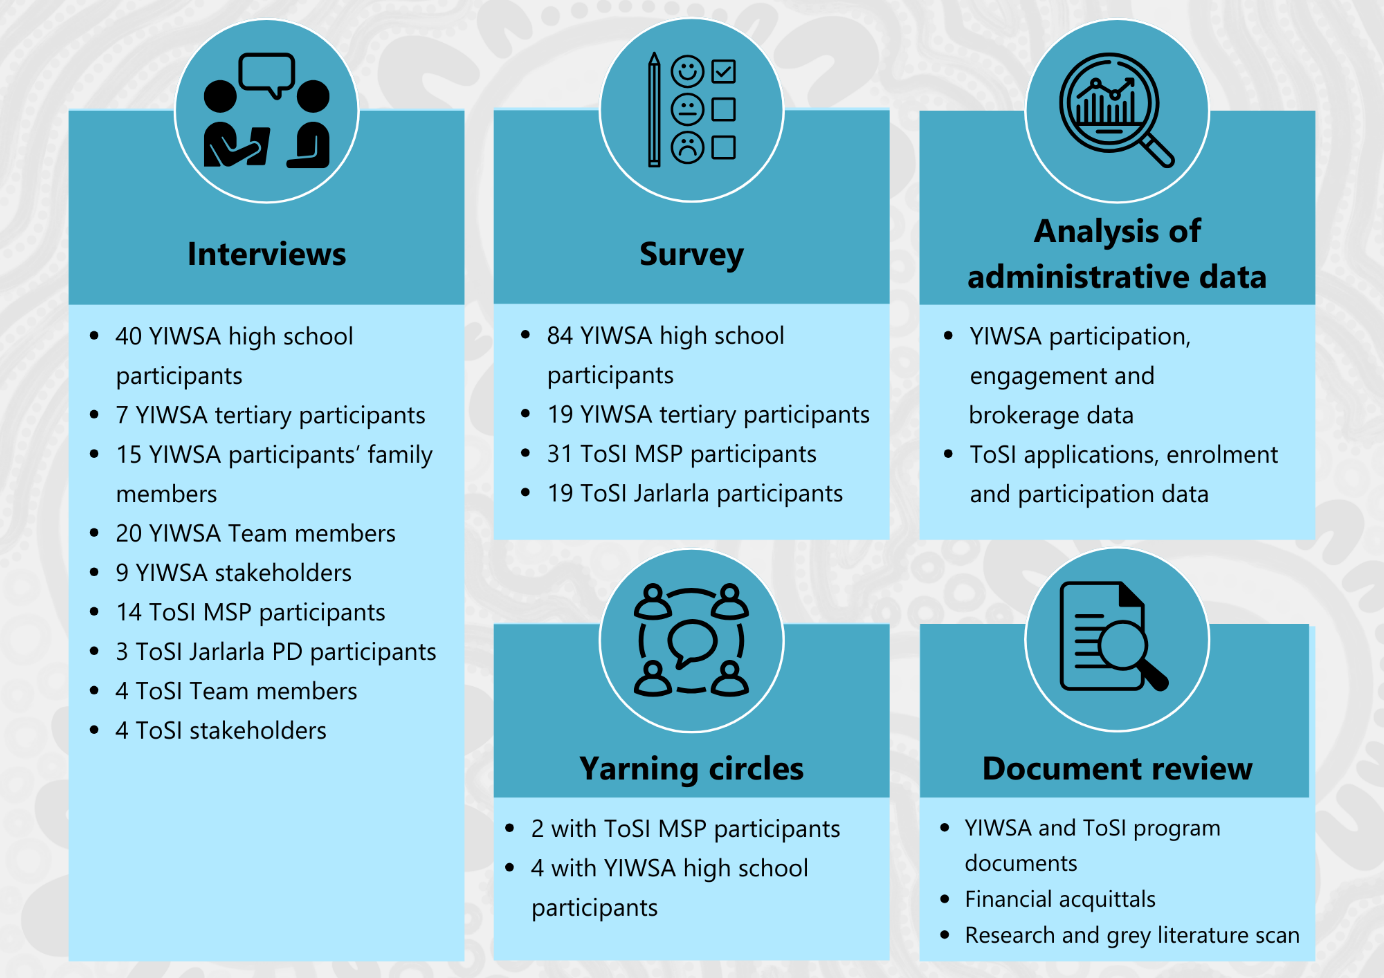 Interviews
• 40 YIWSA high school
participants
• 7 YIWSA tertiary participants
• 15 YIWSA participants’ family
members
• 20 YIWSA Team members
• 9 YIWSA stakeholders
• 14 ToSI MSP participants
• 3 ToSI Jarlarla PD participants
• 4 ToSI Team members
• 4 ToSI stakeholders
Survey
• 84 YIWSA high school
participants
• 19 YIWSA tertiary participants
• 31 ToSI MSP participants
• 19 ToSI Jarlarla participants
Analysis of
administrative data
• YIWSA participation,
engagement and
brokerage data
• ToSI applications, enrolment
and participation data
Yarning circles
• 2 with ToSI MSP participants
• 4 with YIWSA high school
participants
Document review
• YIWSA and ToSI program
documents
• Financial acquittals
• Research and grey literature scan